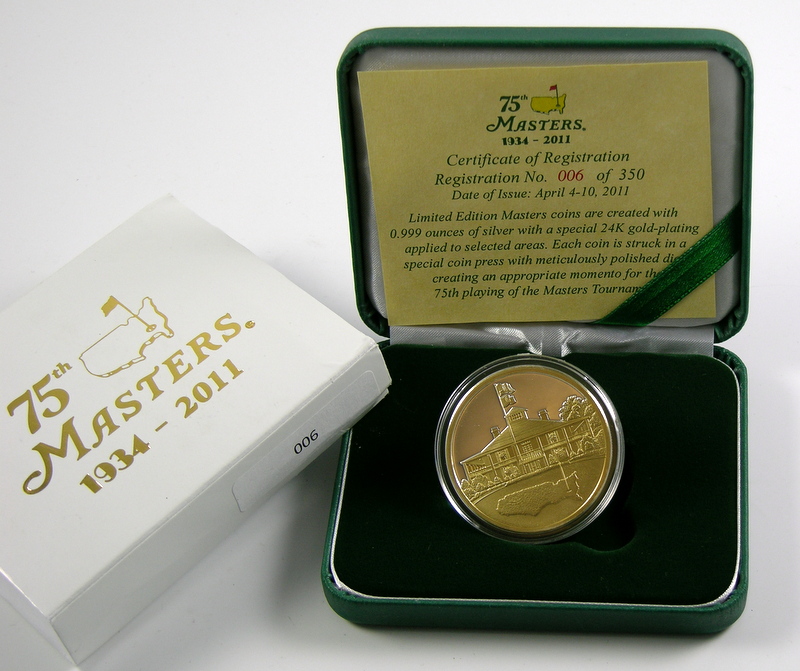 75th
MASTERS.
1934 - 2011
Certificate of Registration
Registration No. 006 of 350
Date of Issue: April 4-10, 2011
Limited Edition Masters coins are created with
0.999 ounces of silver with a special 24K gold-plating
applied to selected areas. Each coin is struck in a
special coin press with meticulously polished
creating an appropriate momento for
75th playing of the Masters
75th
MASTERS
1934 - 2011
006